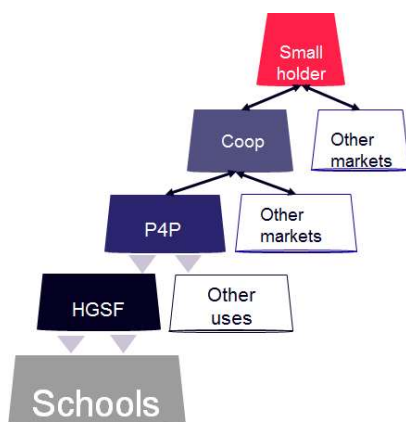 Small
holder
Coop
Other
markets
P4P
Other
markets
HGSF
Other
uses
Schools